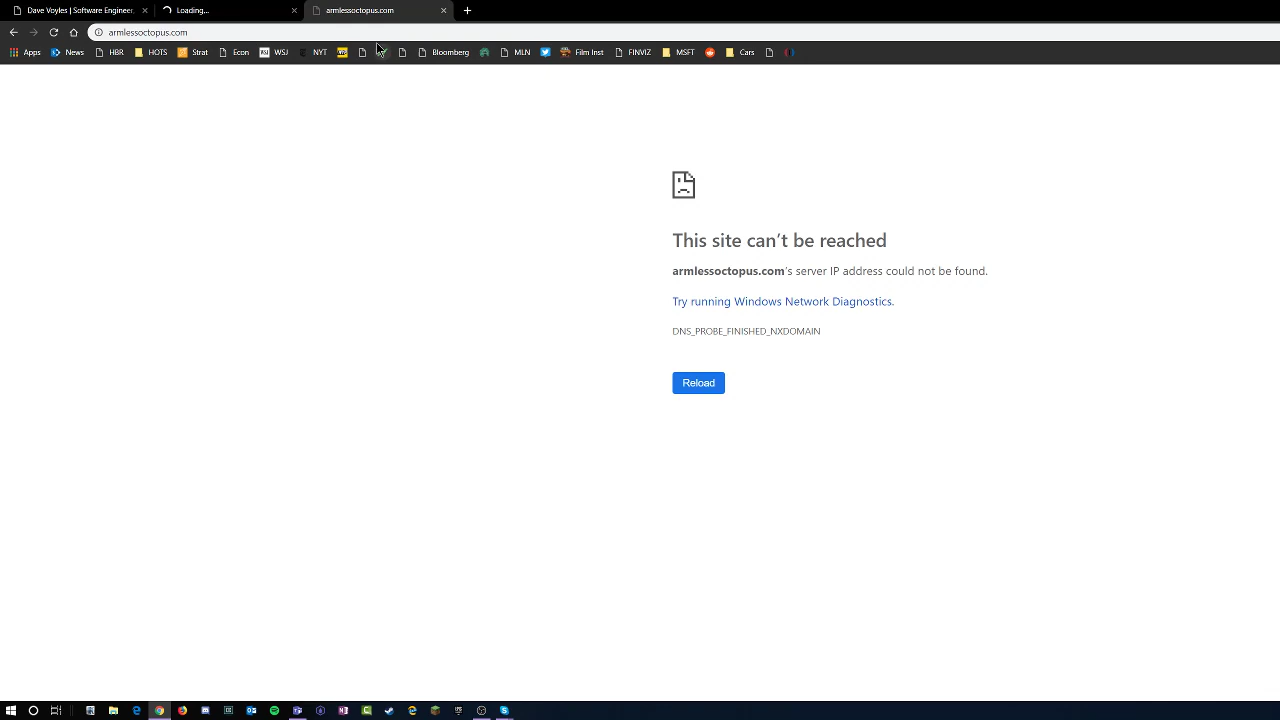 Dave Voyles | Software Engineer,
Loading...
armlessoctopus.com
armlessoctopus.com
Apps News HBR HOTS Strat Econ WSJ NYT Bloomberg MLN Film Inst FINVIZ MSFT Cars
This site can't be reached
armlessoctopus.com's server IP address could not be found.
Try running Windows Network Diagnostics.
DNS_PROBE_FINISHED_NXDOMAIN
Reload